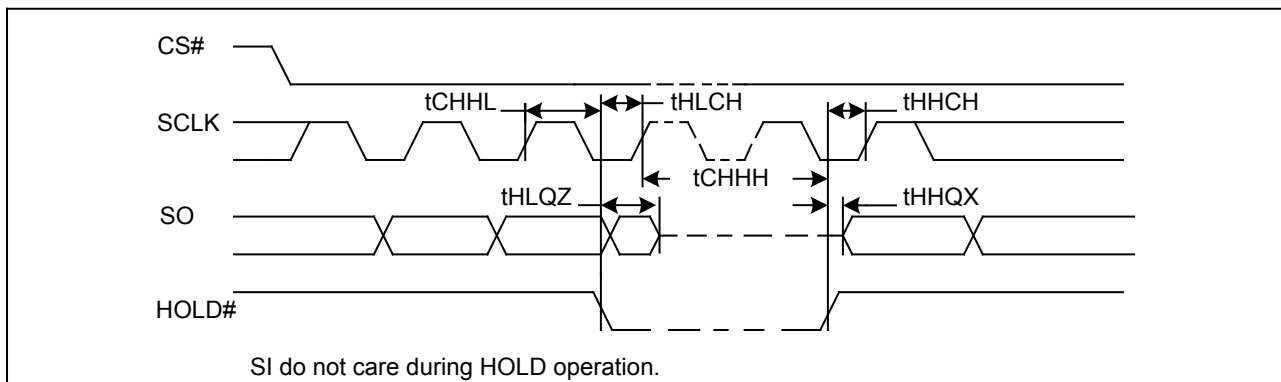 CS#
tCHHL
tHLCH
tHHCH
SCLK
tCHHH
tHLQZ
tHHQX
SO
HOLD#
SI do not care during HOLD operation.